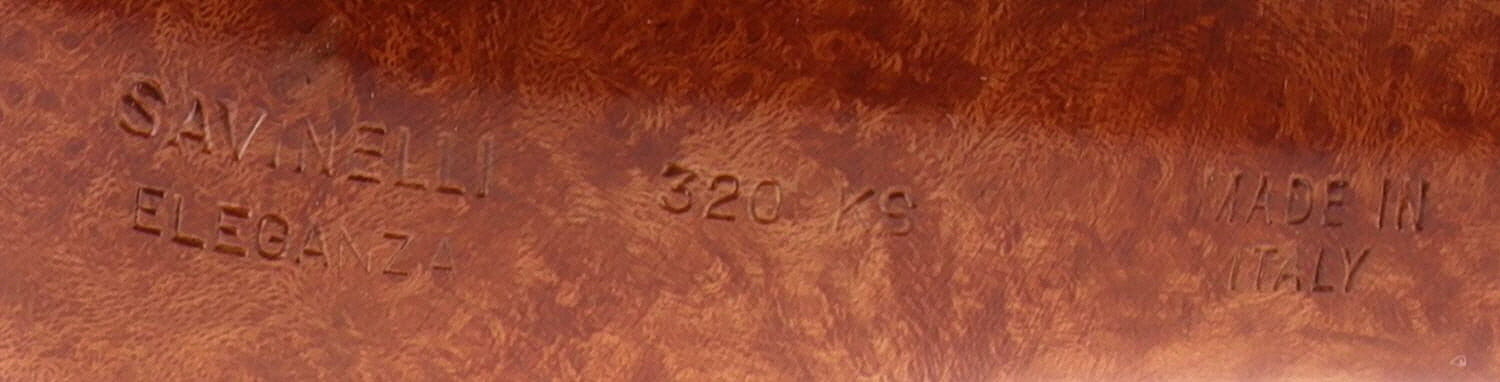 SAVINELLI
ELEGANZA
320 KS
MADE IN
ITALY